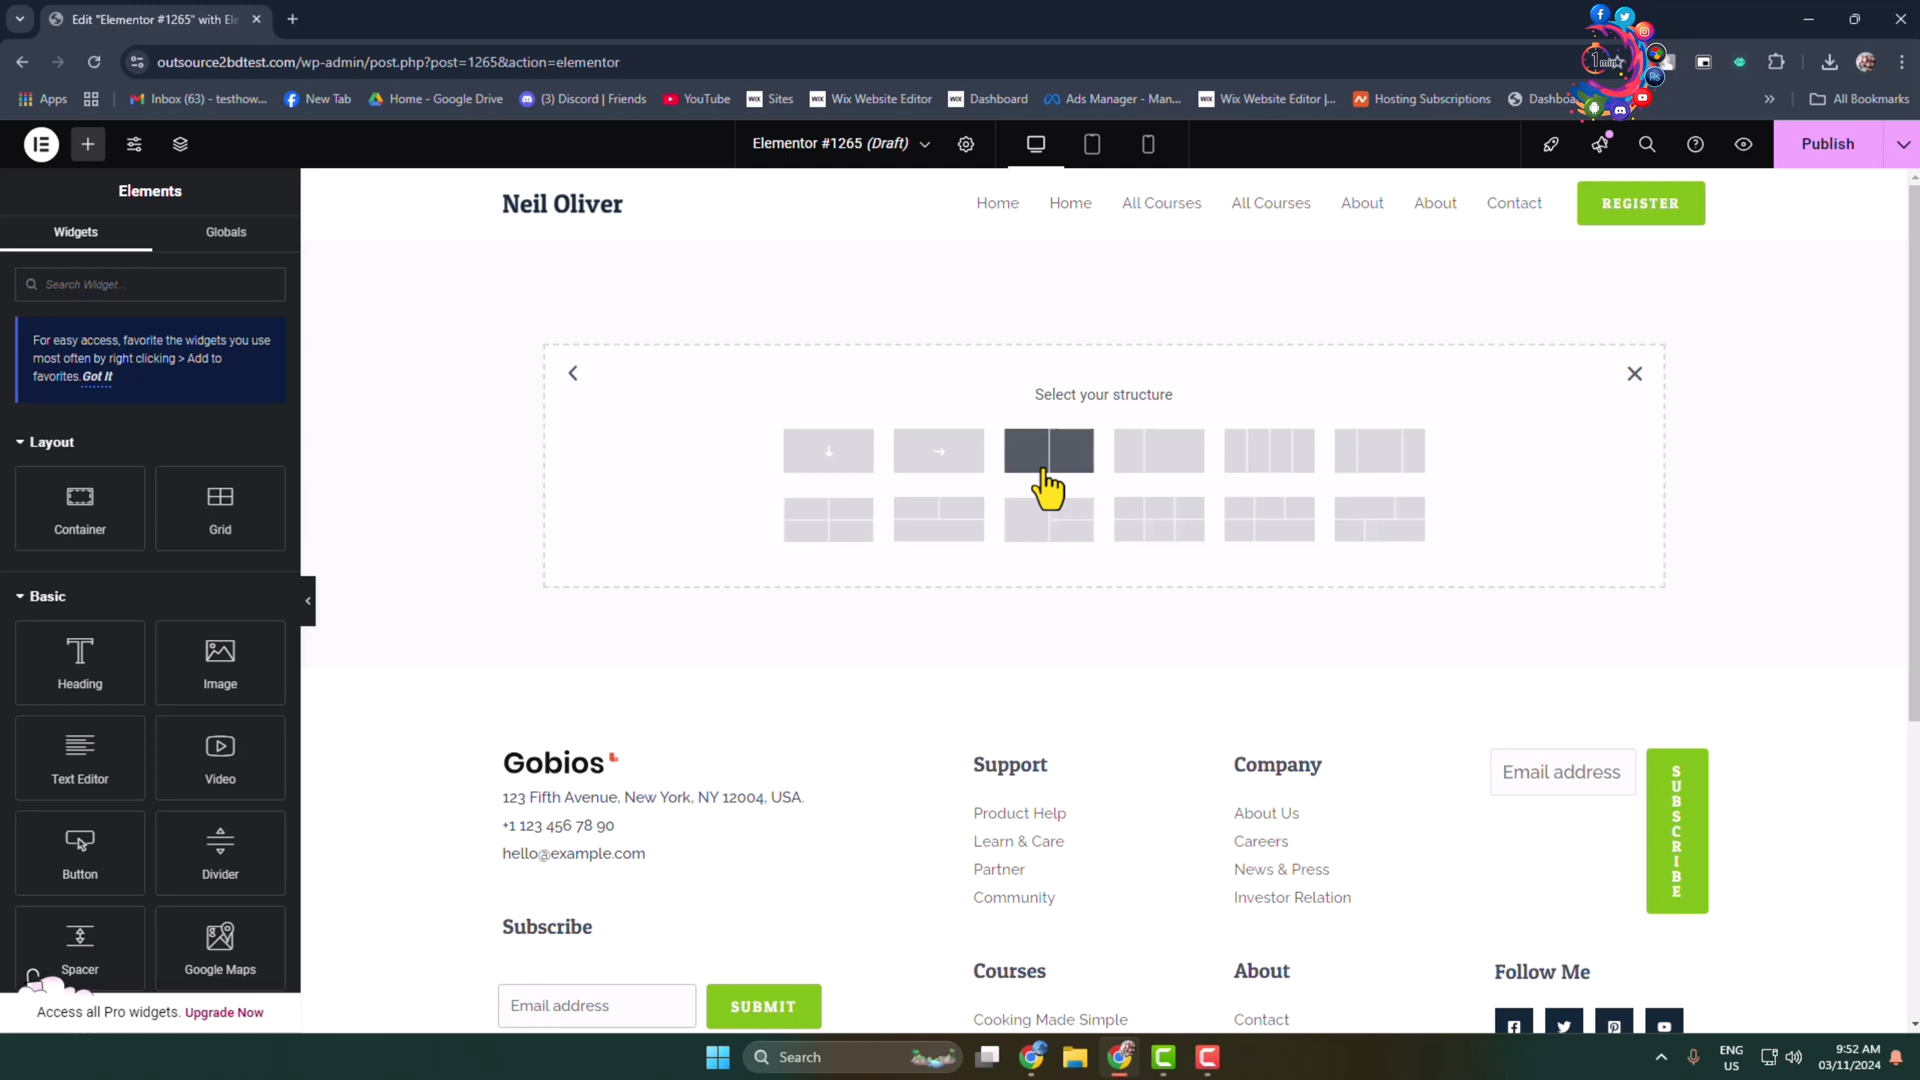 Edit "Elementor #1265" with Ele
outsource2bdtest.com/wp-admin/post.php?post=1265&action=elementor
1 min
Apps
Inbox (63) - testhow...
New Tab
Home - Google Drive
(3) Discord | Friends
YouTube
WIX Sites
WIX Wix Website Editor
WIX Dashboard
Ads Manager - Man...
WIX Wix Website Editor |...
Hosting Subscriptions
Dashboa
All Bookmarks
Ps
Elementor #1265 (Draft)
Publish
Elements
Widgets
Globals
Search Widget...
For easy access, favorite the widgets you use
most often by right clicking > Add to
favorites. Got It
Layout
Container
Grid
Basic
Heading
Image
Text Editor
Video
Button
Divider
Spacer
Google Maps
Access all Pro widgets. Upgrade Now
Neil Oliver
Home
Home
All Courses
All Courses
About
About
Contact
REGISTER
Select your structure
Gobios
123 Fifth Avenue, New York, NY 12004, USA.
+1 123 456 78 90
hello@example.com
Subscribe
Email address
SUBMIT
Support
Product Help
Learn & Care
Partner
Community
Courses
Cooking Made Simple
Company
About Us
Careers
News & Press
Investor Relation
About
Contact
Email address
SUBSCRIBE
Follow Me
Search
ENG
US
9:52 AM
03/11/2024